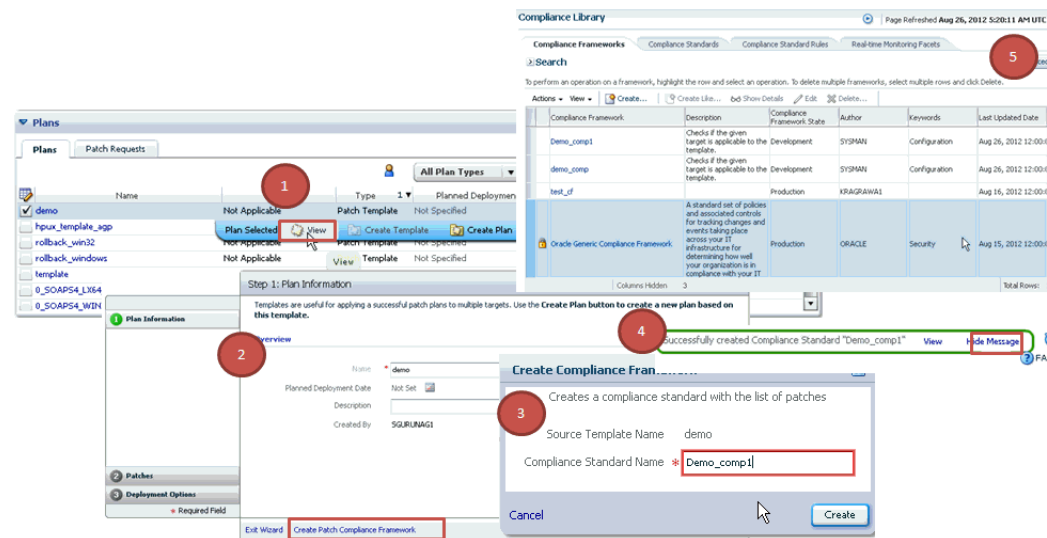 Compliance Library
Page Refreshed Aug 26, 2012 5:20:11 AM UTC
Compliance Frameworks Compliance Standards Compliance Standard Rules Real-time Monitoring Facets
5
Search
To perform an operation on a framework, highlight the row and select an operation. To delete multiple frameworks, select multiple rows and click Delete.
Actions View Create... Create Like... Show Details Edit Delete...
Compliance Framework Description Compliance Framework State Author Keywords Last Updated Date
Demo_comp1 Checks if the given target is applicable to the template. Development SYSMAN Configuration Aug 26, 2012 12:00:
demo_comp Checks if the given target is applicable to the template. Development SYSMAN Configuration Aug 26, 2012 12:00:
test_cf Production KRAGRAWA1 Aug 16, 2012 12:00:
Oracle Generic Compliance Framework A standard set of policies and associated controls for tracking changes and events taking place across your IT infrastructure for determining how well your organization is in compliance with your IT Production ORACLE Security Aug 15, 2012 12:00:
Columns Hidden 3 Total Rows:
Plans
Plans Patch Requests
1
All Plan Types
Name Type 1 Planned Deploymen
demo Not Applicable Patch Template Not Specified
hpux_template_agp
Plan Selected View Create Template Create Plan
rollback_win32 Not Applicable Patch Template Not Specified
rollback_windows Not Applicable Template Not Specified
View
template
0_SOAPS4_LX64
0_SOAPS4_WIN
Step 1: Plan Information
Templates are useful for applying a successful patch plans to multiple targets. Use the Create Plan button to create a new plan based on
this template.
1 Plan Information
2
Overview
Name * demo
Planned Deployment Date Not Set
Description
Created By SGURUNAG1
2 Patches
3 Deployment Options
* Required Field
Exit Wizard Create Patch Compliance Framework
4
Successfully created Compliance Standard "Demo_comp1" View Hide Message
FA
Create Compliance
3
Creates a compliance standard with the list of patches
Source Template Name demo
Compliance Standard Name * Demo_comp1
Cancel Create